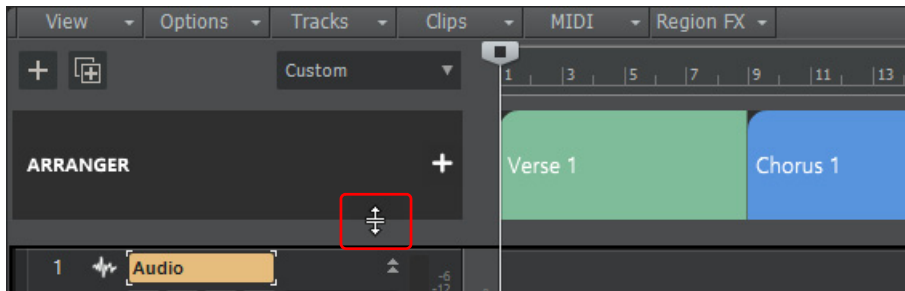 View Options Tracks Clips MIDI Region FX
Custom
1 3 5 7 9 11 13
ARRANGER
Verse 1 Chorus 1
1 Audio
-6
-12